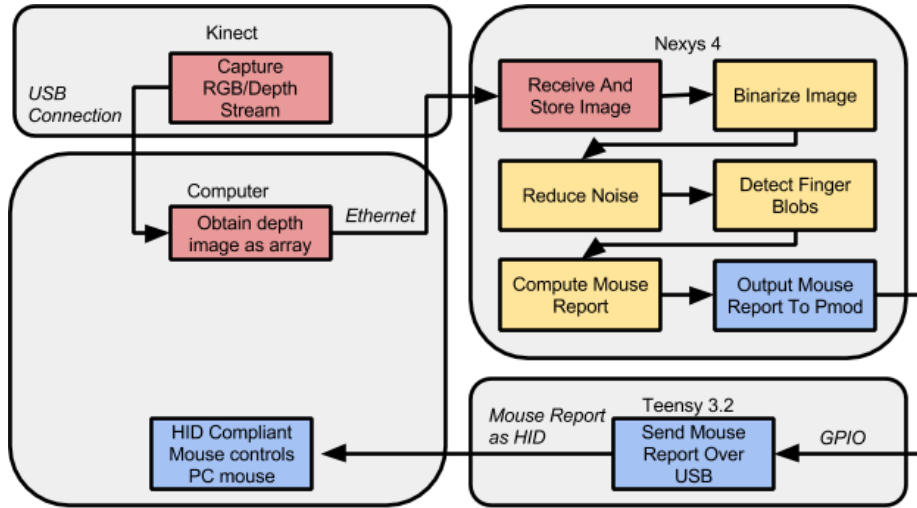 Kinect
Capture
RGB/Depth
Stream
USB
Connection
Computer
Obtain depth
image as array
Ethernet
Nexys 4
Receive And
Store Image
Binarize Image
Reduce Noise
Detect Finger
Blobs
Compute Mouse
Report
Output Mouse
Report To Pmod
Teensy 3.2
GPIO
Send Mouse
Report Over
USB
Mouse Report
as HID
HID Compliant
Mouse controls
PC mouse